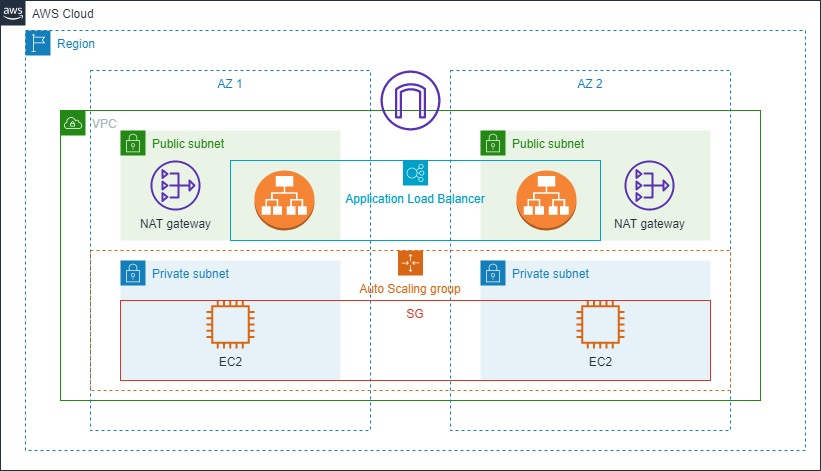 aws
AWS Cloud
Region
AZ 1
AZ 2
VPC
Public subnet
Public subnet
Application Load Balancer
NAT gateway
NAT gateway
Private subnet
Private subnet
Auto Scaling group
SG
EC2
EC2